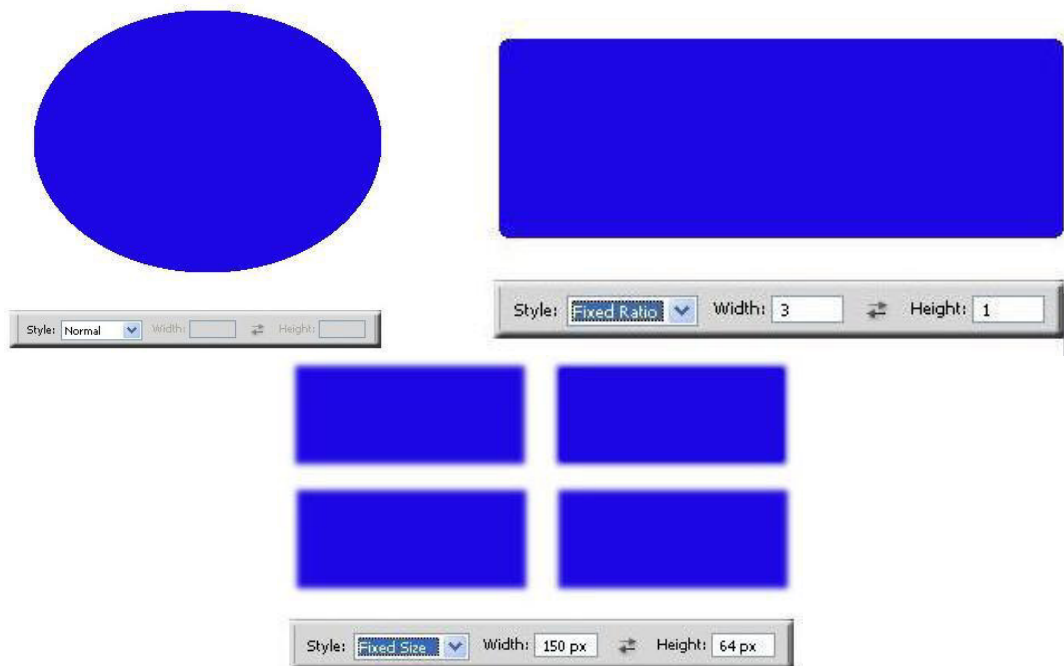 Style: Normal Width: Height:
Style: Fixed Ratio Width: 3 Height: 1
Style: Fixed Size Width: 150 px Height: 64 px